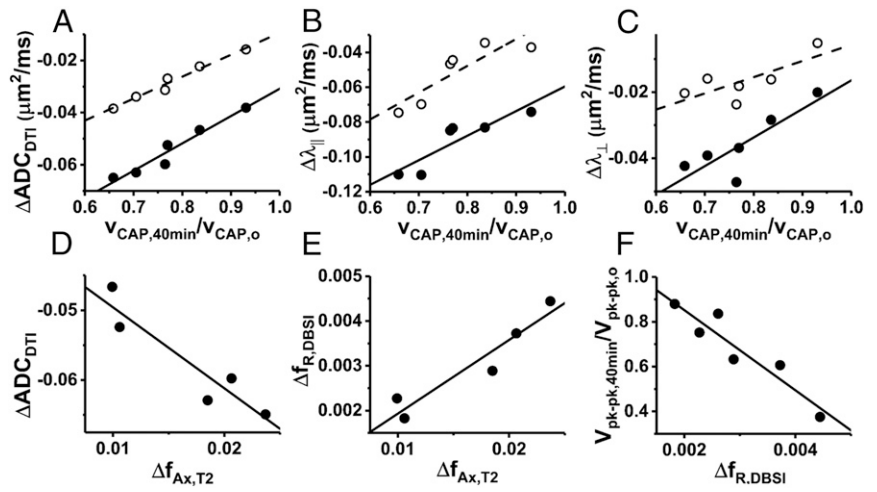 A
B
C
ΔADC_DTI (μm²/ms)
-0.02
-0.04
-0.06
0.6 0.7 0.8 0.9 1.0
v_CAP,40min/v_CAP,o
Δλ_|| (μm²/ms)
-0.04
-0.06
-0.08
-0.10
-0.12
0.6 0.7 0.8 0.9 1.0
v_CAP,40min/v_CAP,o
Δλ_⊥ (μm²/ms)
-0.02
-0.04
0.6 0.7 0.8 0.9 1.0
v_CAP,40min/v_CAP,o
D
E
F
ΔADC_DTI
-0.05
-0.06
0.01 0.02
Δf_Ax,T2
Δf_R,DBSI
0.005
0.004
0.003
0.002
0.01 0.02
Δf_Ax,T2
V_pk-pk,40min/V_pk-pk,o
1.0
0.8
0.6
0.4
0.002 0.004
Δf_R,DBSI